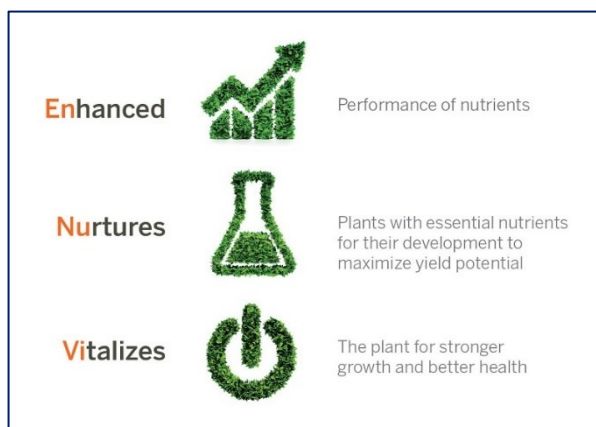 Enhanced
Performance of nutrients
Nurtures
Plants with essential nutrients
for their development to
maximize yield potential
Vitalizes
The plant for stronger
growth and better health